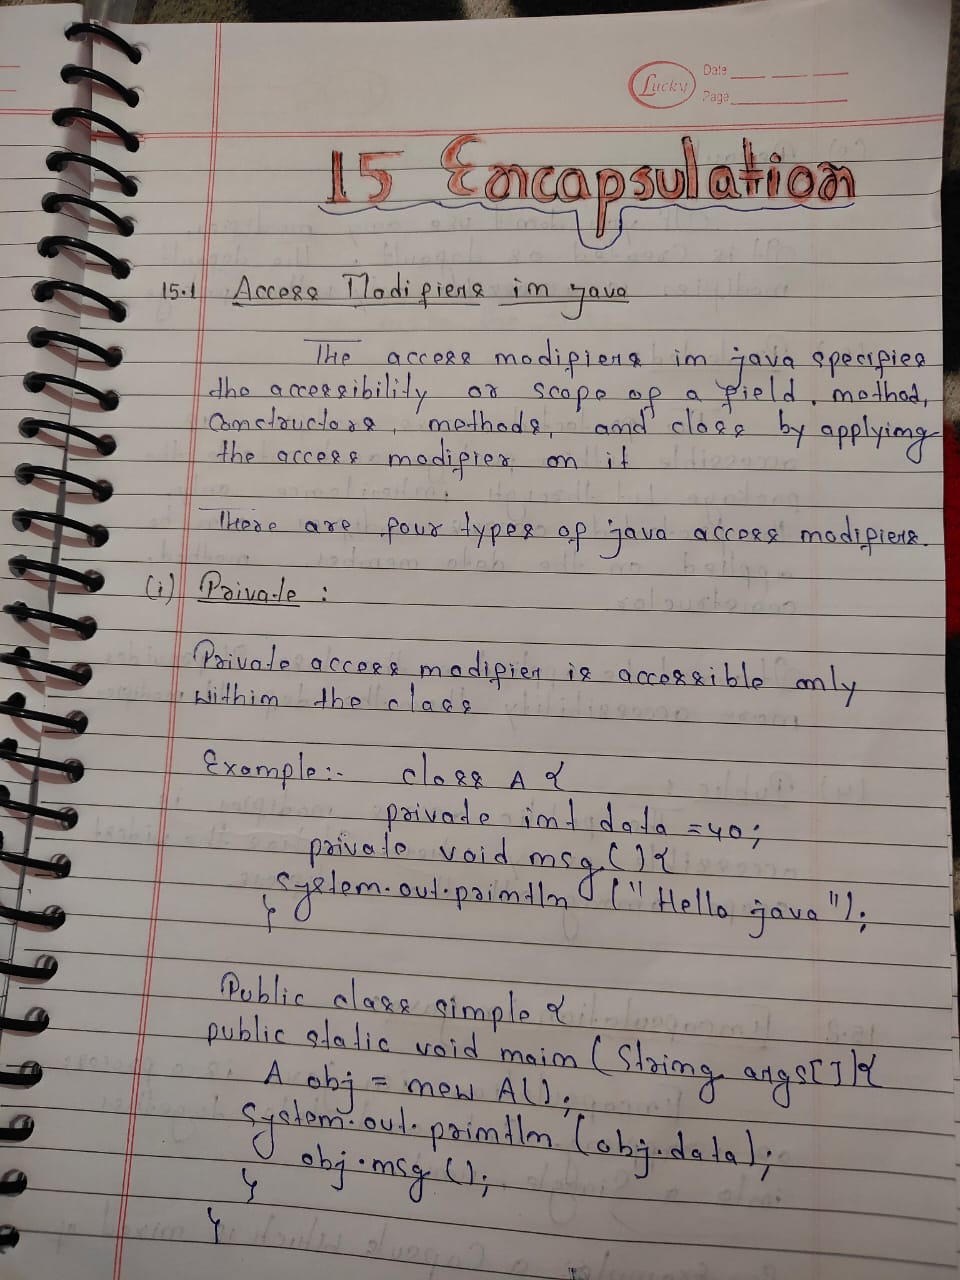 Lucky
Date
Page
15 Encapsulation
15.1 Access Modifiers in java
The access modifiers in java specifies
the accessibility or scope of a field, method,
Constructors, methods, and class by applying
the access modifier on it
There are four types of java access modifiers.
(i) Private :
Private access modifier is accessible only
within the class
Example:- class A {
private int data = 40;
private void msg () {
System.out.println ("Hello java");
}
Public class simple {
public static void main (String args[]){
A obj = new A();
System.out.println (obj.data);
obj.msg ();
}
}